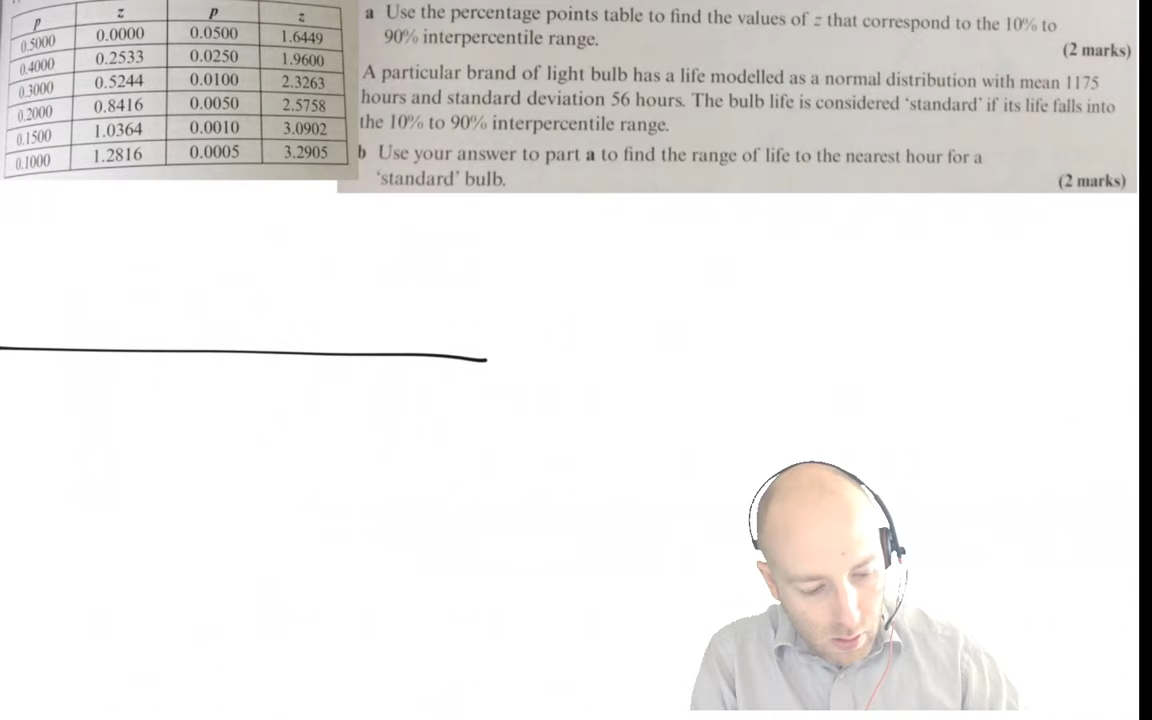 p z p z
0.5000 0.0000 0.0500 1.6449
0.4000 0.2533 0.0250 1.9600
0.3000 0.5244 0.0100 2.3263
0.2000 0.8416 0.0050 2.5758
0.1500 1.0364 0.0010 3.0902
0.1000 1.2816 0.0005 3.2905
a Use the percentage points table to find the values of z that correspond to the 10% to
90% interpercentile range.
(2 marks)
A particular brand of light bulb has a life modelled as a normal distribution with mean 1175
hours and standard deviation 56 hours. The bulb life is considered ‘standard’ if its life falls into
the 10% to 90% interpercentile range.
b Use your answer to part a to find the range of life to the nearest hour for a
‘standard’ bulb.
(2 marks)